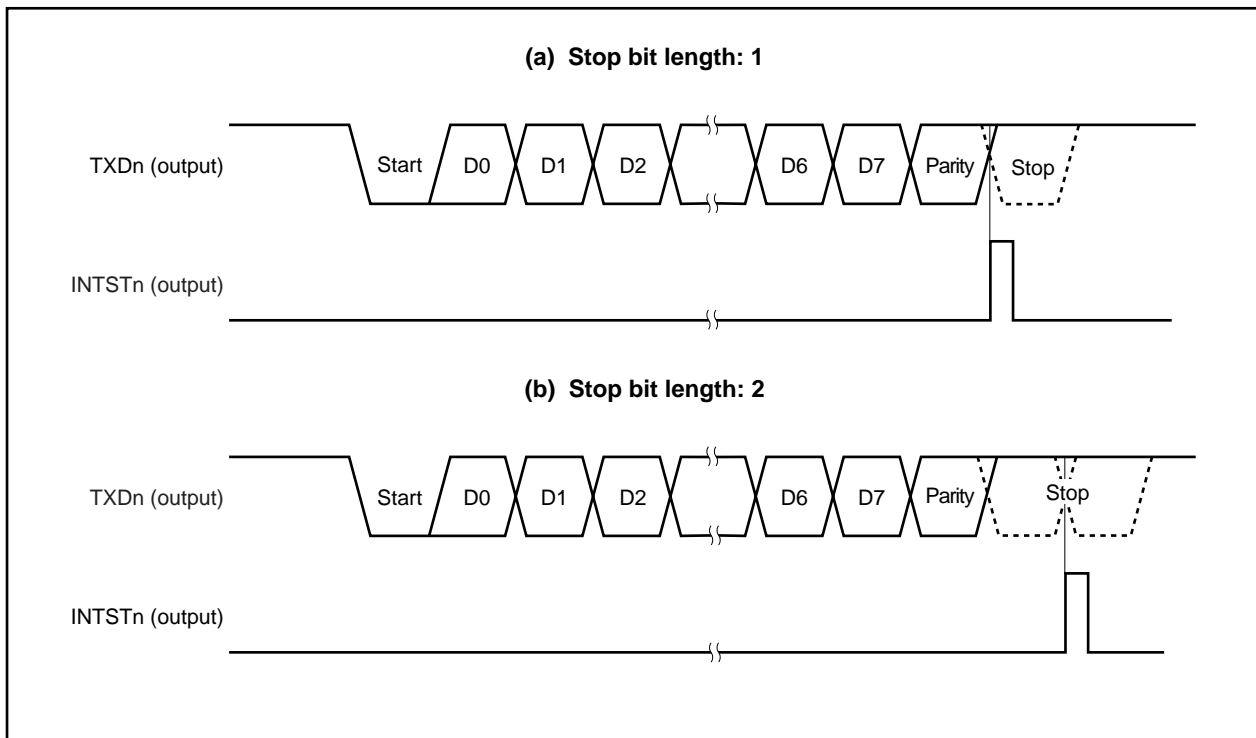 (a) Stop bit length: 1
TXDn (output) Start D0 D1 D2 D6 D7 Parity Stop
INTSTn (output)
(b) Stop bit length: 2
TXDn (output) Start D0 D1 D2 D6 D7 Parity Stop
INTSTn (output)